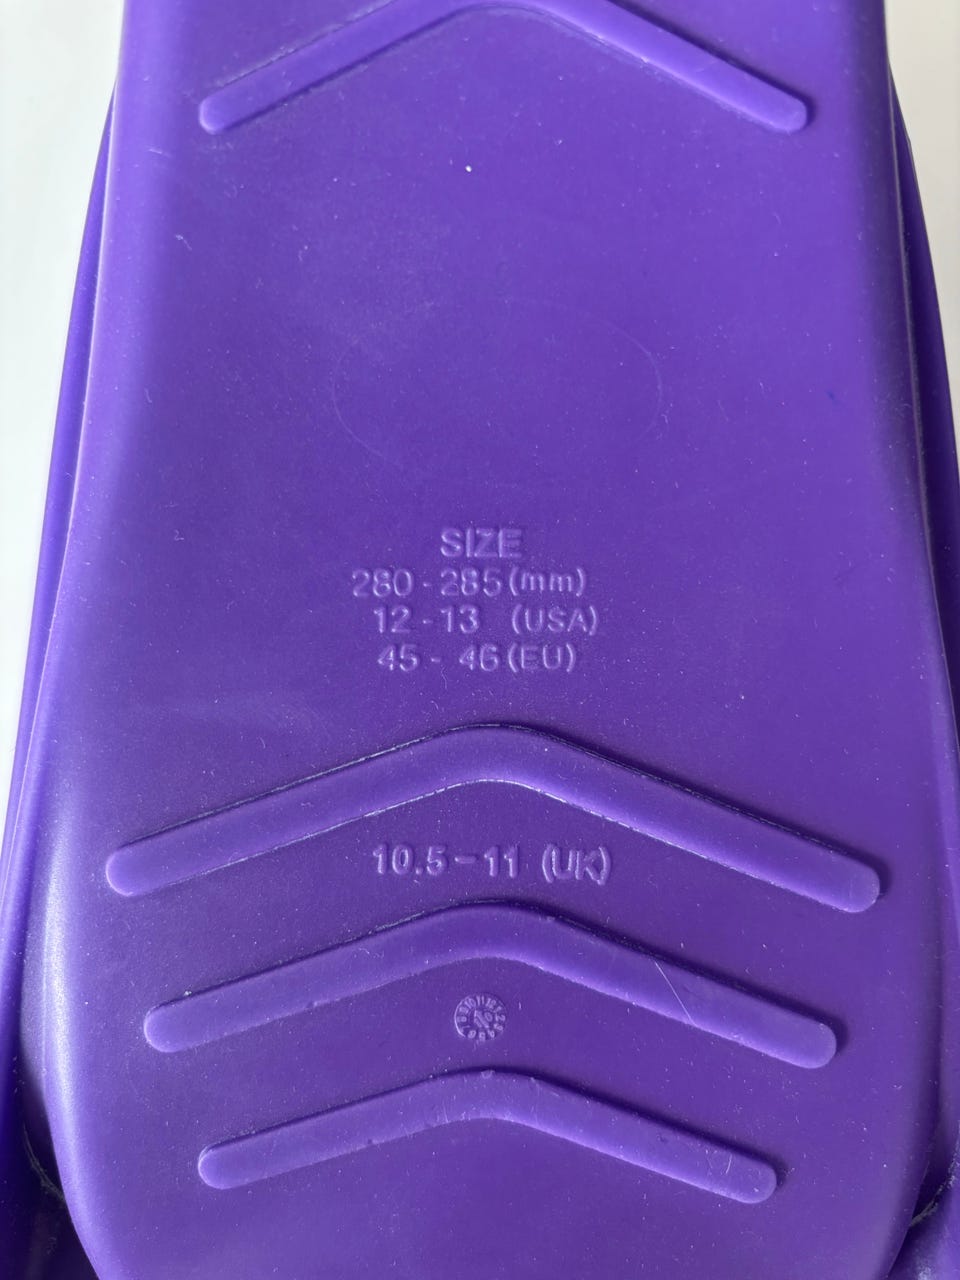 SIZE
280-285(mm)
12-13 (USA)
45- 46(EU)
10.5-11 (UK)